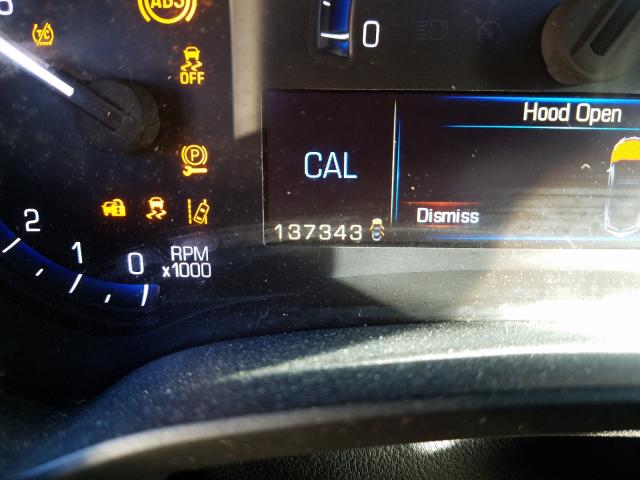 ABS
T/C
0
OFF
Hood Open
CAL
P
2
1
0
RPM
x1000
137343
Dismiss